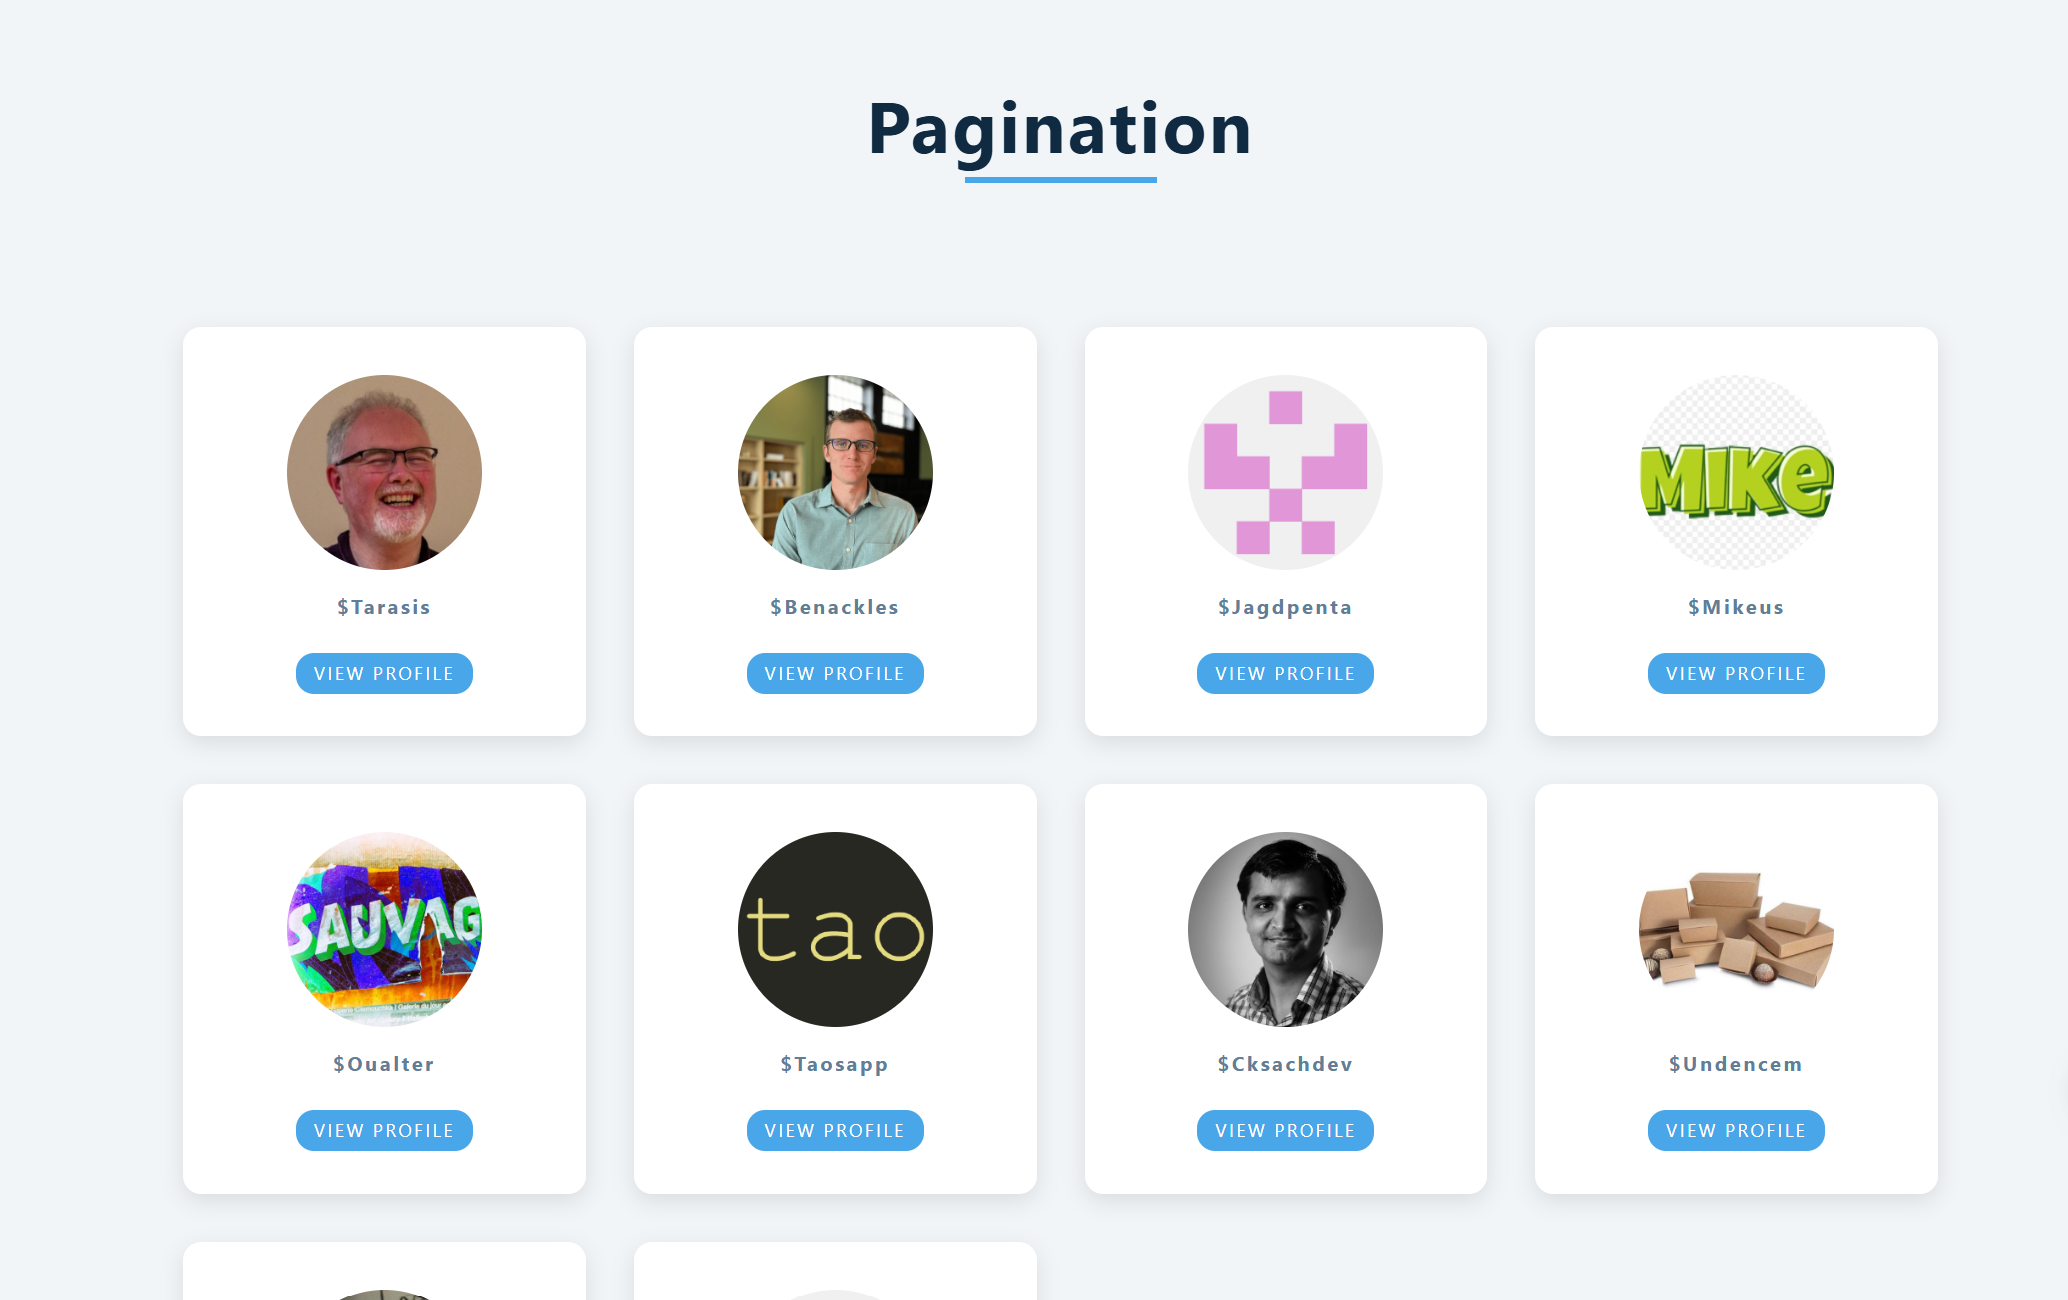 Pagination
$Tarasis
$Benackles
$Jagdpenta
$Mikeus
MIKE
VIEW PROFILE
VIEW PROFILE
VIEW PROFILE
VIEW PROFILE
SAUVAG
tao
$Oualter
$Taosapp
$Cksachdev
$Undencem
VIEW PROFILE
VIEW PROFILE
VIEW PROFILE
VIEW PROFILE